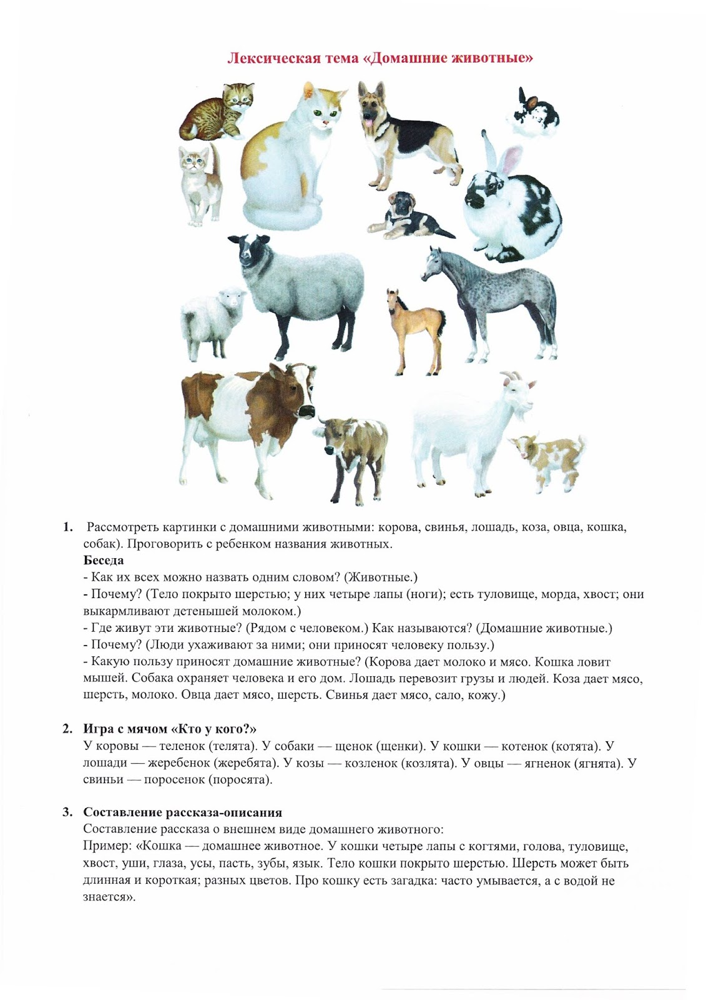 Лексическая тема «Домашние животные»
1. Рассмотреть картинки с домашними животными: корова, свинья, лошадь, коза, овца, кошка,
собак). Проговорить с ребенком названия животных.
Беседа
- Как их всех можно назвать одним словом? (Животные.)
- Почему? (Тело покрыто шерстью; у них четыре лапы (ноги); есть туловище, морда, хвост; они
выкармливают детенышей молоком.)
- Где живут эти животные? (Рядом с человеком.) Как называются? (Домашние животные.)
- Почему? (Люди ухаживают за ними; они приносят человеку пользу.)
- Какую пользу приносят домашние животные? (Корова дает молоко и мясо. Кошка ловит
мышей. Собака охраняет человека и его дом. Лошадь перевозит грузы и людей. Коза дает мясо,
шерсть, молоко. Овца дает мясо, шерсть. Свинья дает мясо, сало, кожу.)
2. Игра с мячом «Кто у кого?»
У коровы — теленок (телята). У собаки — щенок (щенки). У кошки — котенок (котята). У
лошади — жеребенок (жеребята). У козы — козленок (козлята). У овцы — ягненок (ягнята). У
свиньи — поросенок (поросята).
3. Составление рассказа-описания
Составление рассказа о внешнем виде домашнего животного:
Пример: «Кошка — домашнее животное. У кошки четыре лапы с когтями, голова, туловище,
хвост, уши, глаза, усы, пасть, зубы, язык. Тело кошки покрыто шерстью. Шерсть может быть
длинная и короткая; разных цветов. Про кошку есть загадка: часто умывается, а с водой не
знается».